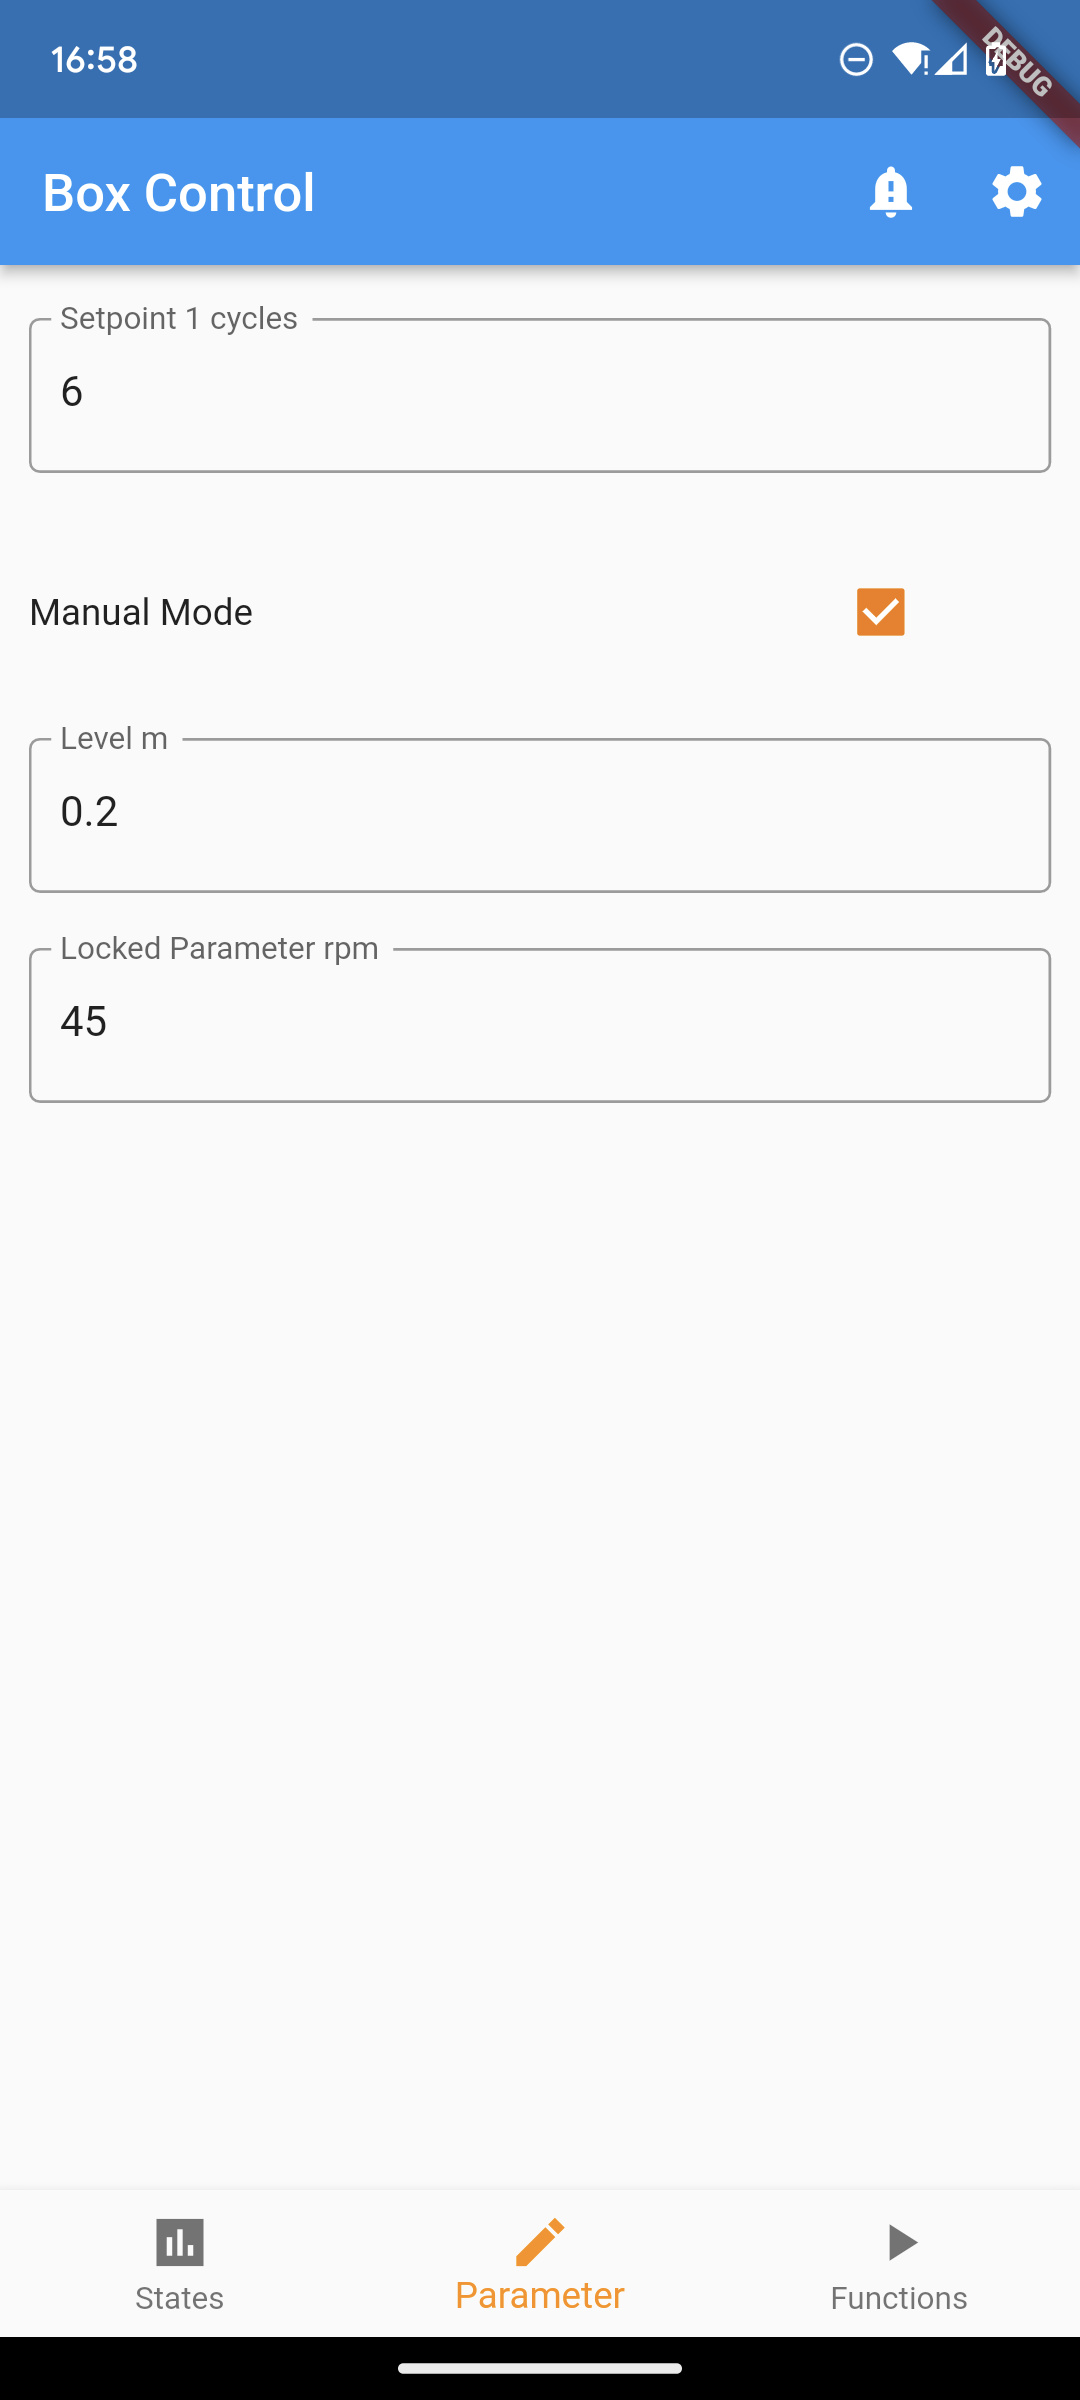 16:58
DEBUG
Box Control
Setpoint 1 cycles
6
Manual Mode
Level m
0.2
Locked Parameter rpm
45
States
Parameter
Functions